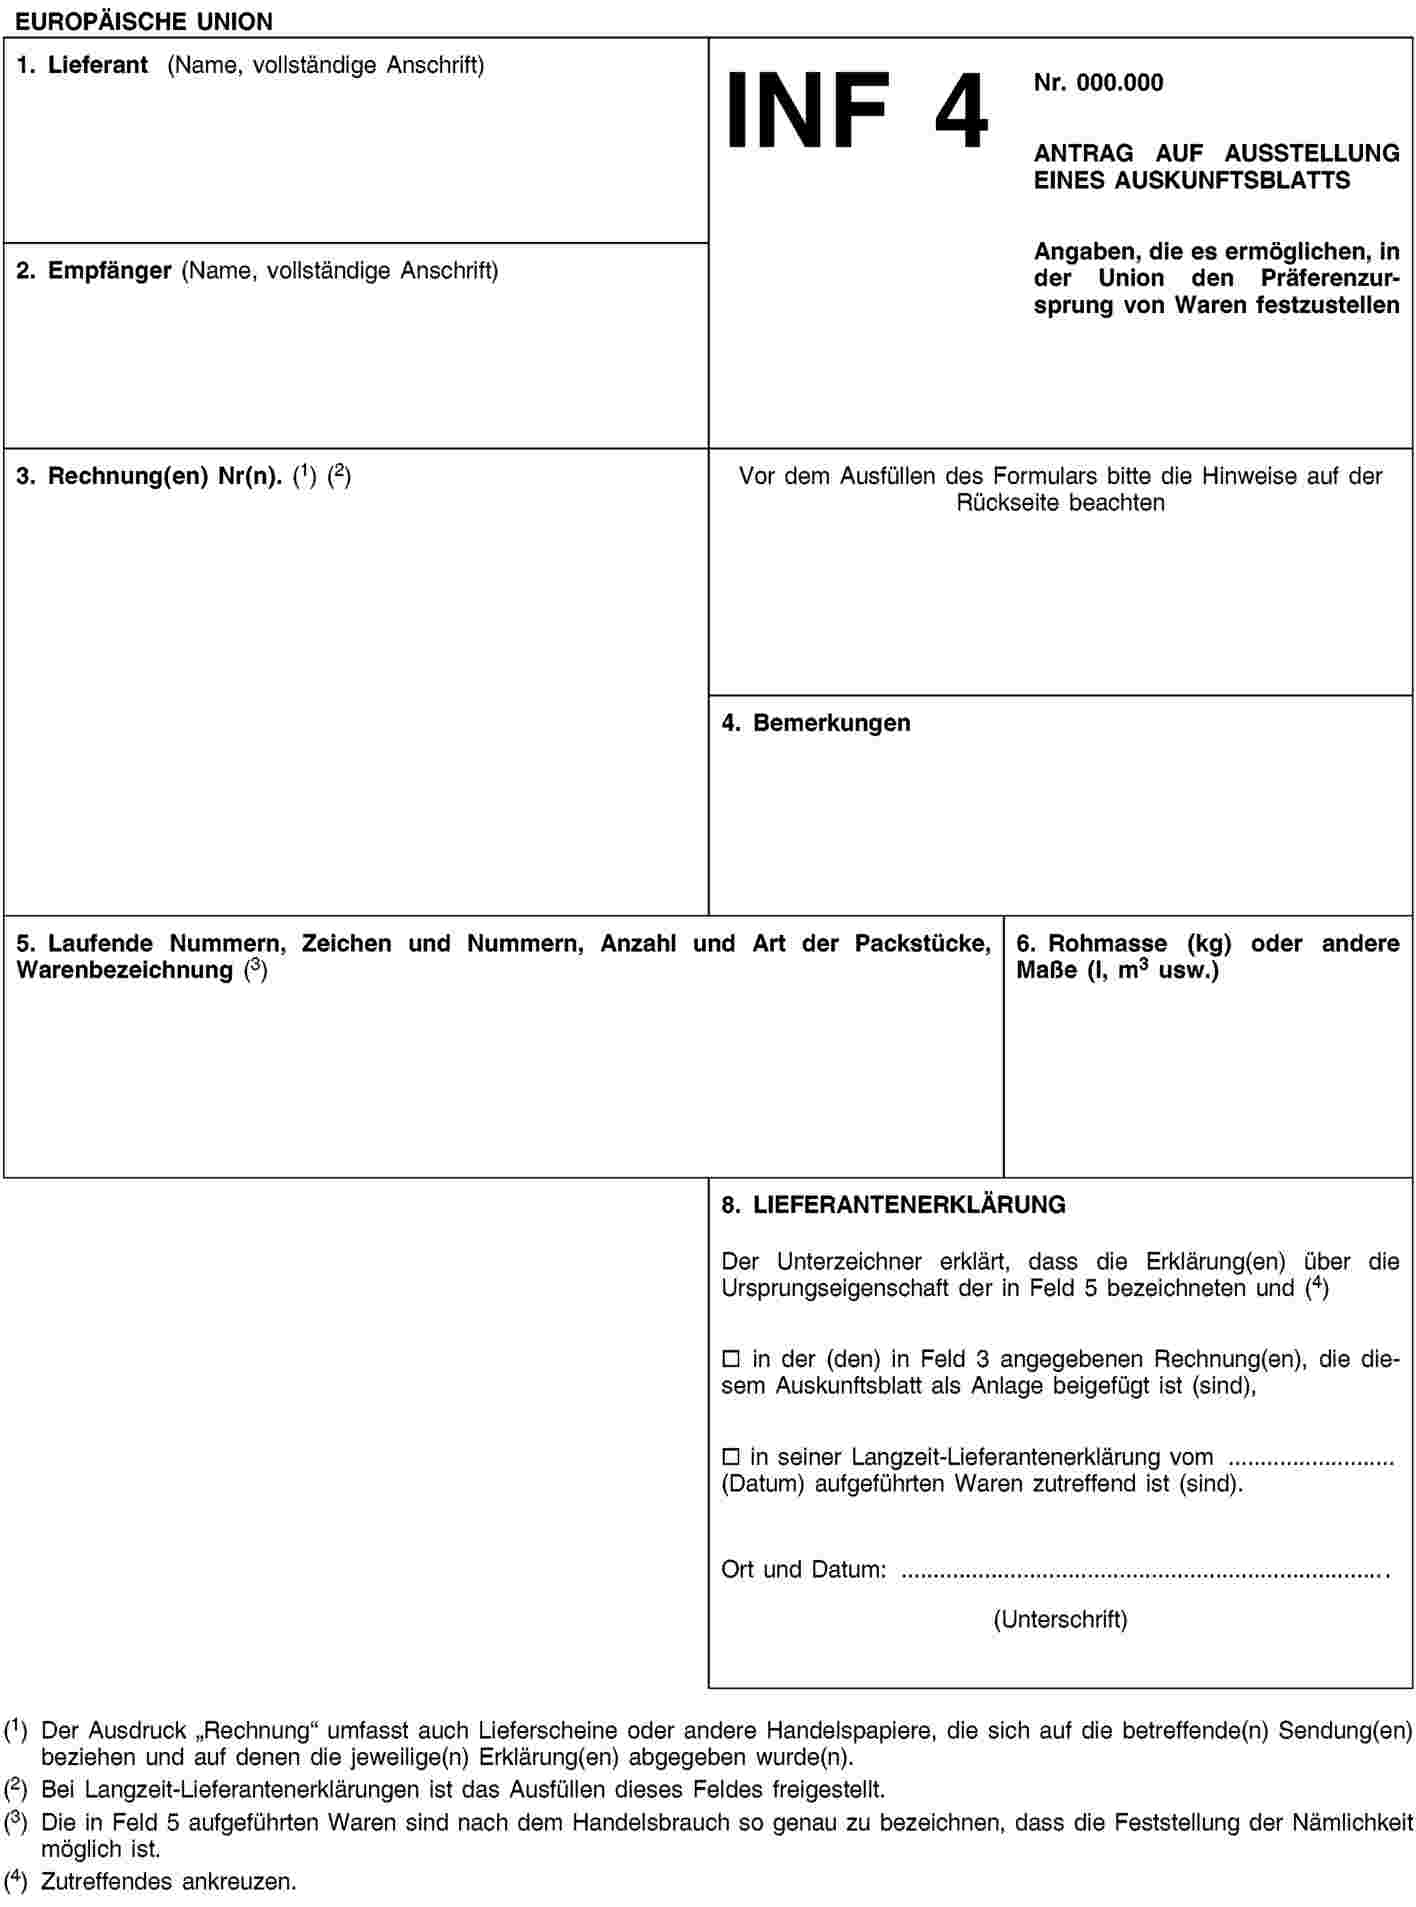 EUROPÄISCHE UNION
1. Lieferant (Name, vollständige Anschrift)
INF 4
Nr. 000.000
ANTRAG AUF AUSSTELLUNG
EINES AUSKUNFTSBLATTS
Angaben, die es ermöglichen, in
der Union den Präferenzur-
sprung von Waren festzustellen
2. Empfänger (Name, vollständige Anschrift)
3. Rechnung(en) Nr(n). (¹) (²)
Vor dem Ausfüllen des Formulars bitte die Hinweise auf der
Rückseite beachten
4. Bemerkungen
5. Laufende Nummern, Zeichen und Nummern, Anzahl und Art der Packstücke,
Warenbezeichnung (³)
6. Rohmasse (kg) oder andere
Maße (l, m³ usw.)
8. LIEFERANTENERKLÄRUNG
Der Unterzeichner erklärt, dass die Erklärung(en) über die
Ursprungseigenschaft der in Feld 5 bezeichneten und (⁴)
☐ in der (den) in Feld 3 angegebenen Rechnung(en), die die-
sem Auskunftsblatt als Anlage beigefügt ist (sind),
☐ in seiner Langzeit-Lieferantenerklärung vom ..........................
(Datum) aufgeführten Waren zutreffend ist (sind).
Ort und Datum: .............................................................................
(Unterschrift)
(¹) Der Ausdruck „Rechnung“ umfasst auch Lieferscheine oder andere Handelspapiere, die sich auf die betreffende(n) Sendung(en)
beziehen und auf denen die jeweilige(n) Erklärung(en) abgegeben wurde(n).
(²) Bei Langzeit-Lieferantenerklärungen ist das Ausfüllen dieses Feldes freigestellt.
(³) Die in Feld 5 aufgeführten Waren sind nach dem Handelsbrauch so genau zu bezeichnen, dass die Feststellung der Nämlichkeit
möglich ist.
(⁴) Zutreffendes ankreuzen.